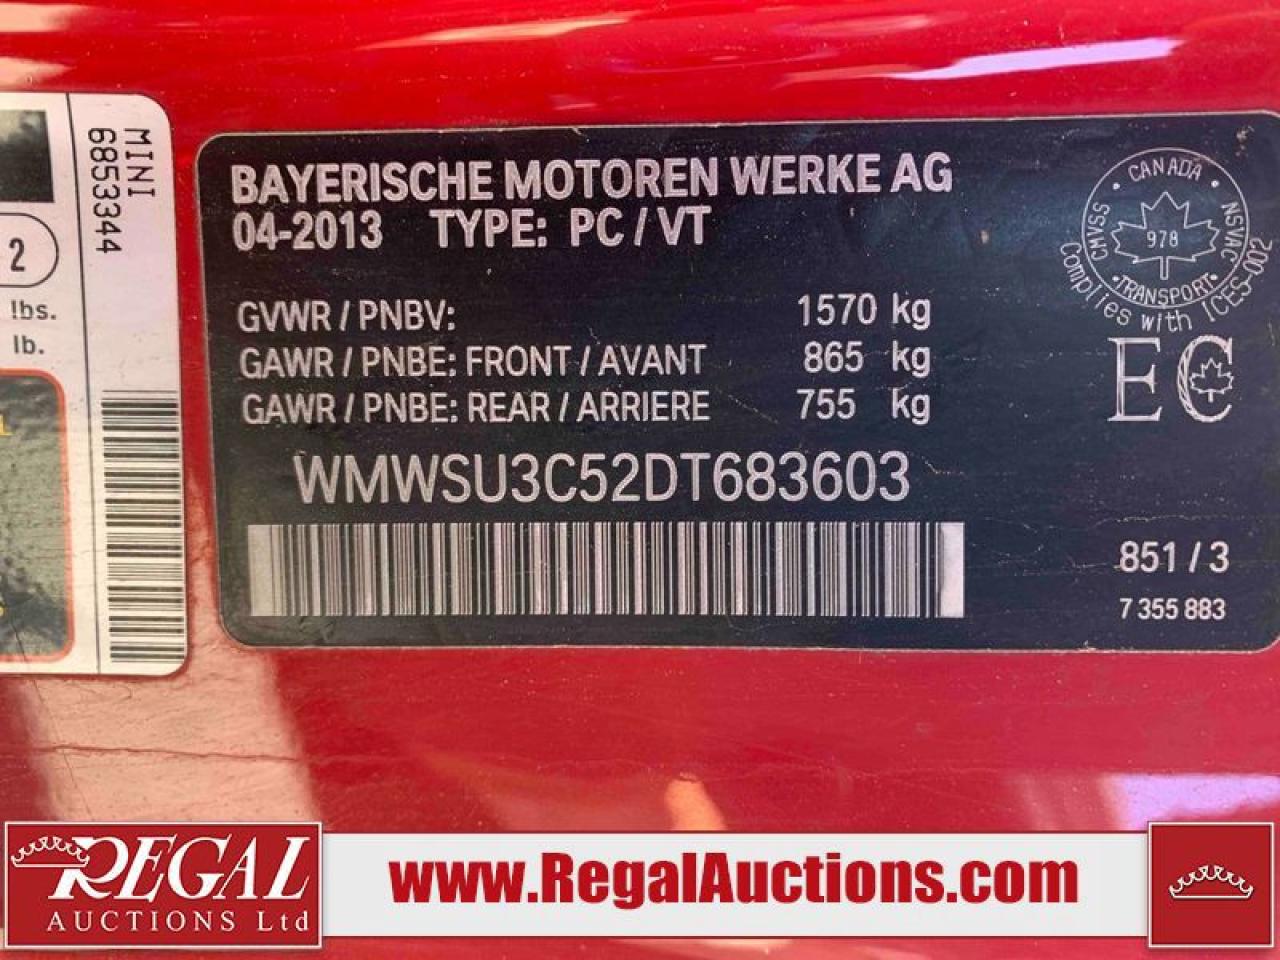 MINI
6853344
2
lbs.
lb.
BAYERISCHE MOTOREN WERKE AG
04-2013 TYPE: PC / VT
GVWR / PNBV: 1570 kg
GAWR / PNBE: FRONT / AVANT 865 kg
GAWR / PNBE: REAR / ARRIERE 755 kg
WMWSU3C52DT683603
CANADA
CMVSS
978
NSVAC
TRANSPORT
Complies with ICES-002
EC
851 / 3
7 355 883
REGAL
AUCTIONS Ltd
www.RegalAuctions.com